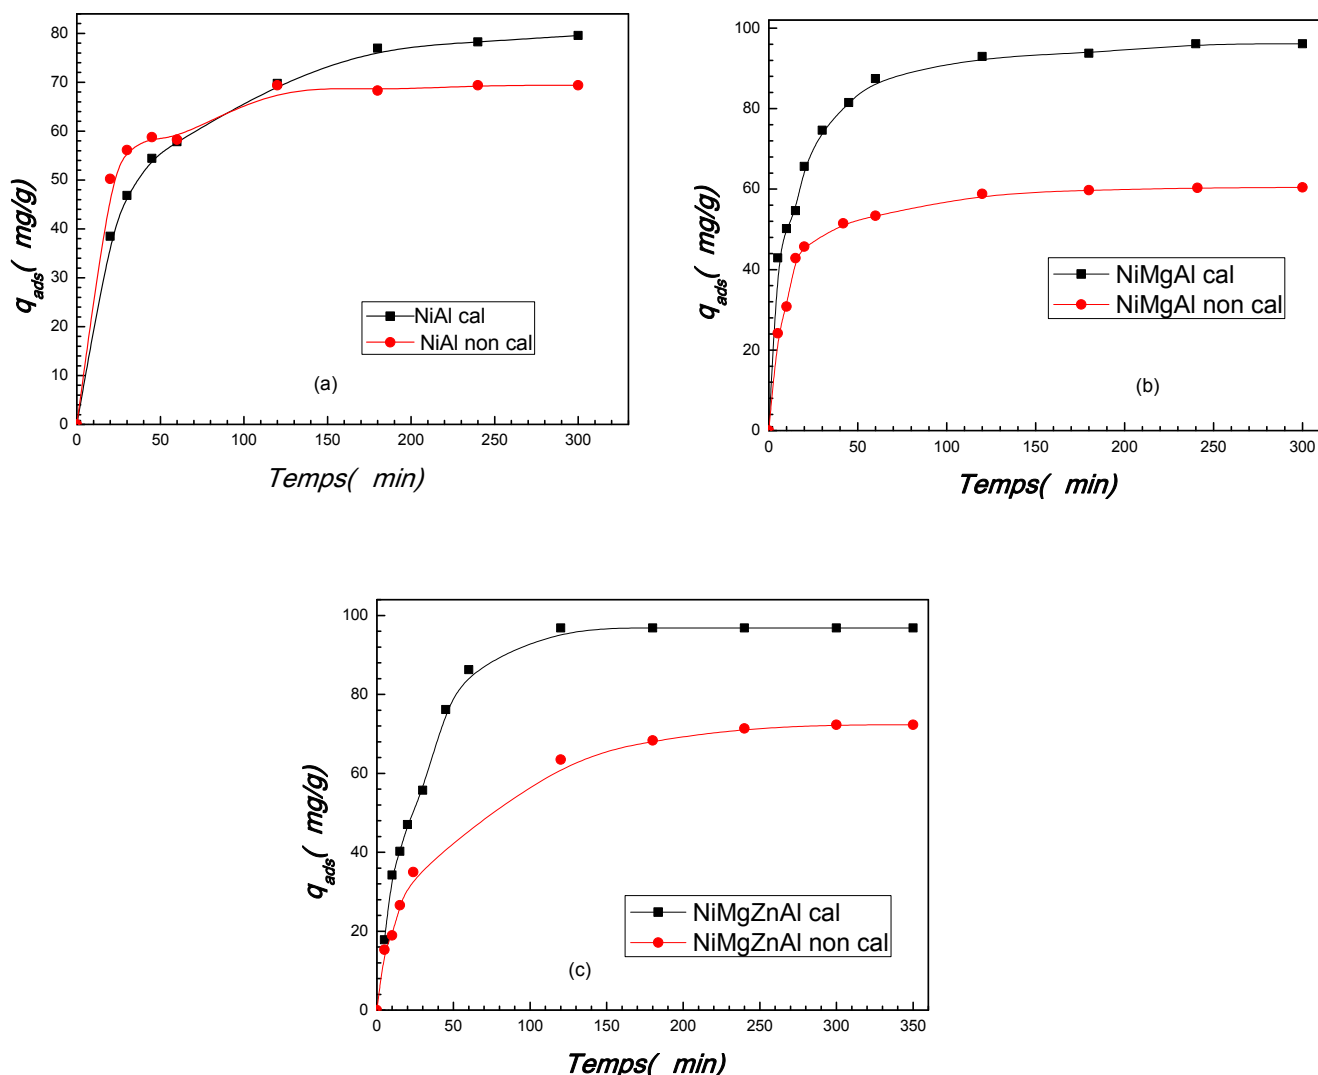 80
70
60
50
40
30
20
10
0
q_ads( mg/g)
NiAl cal
NiAl non cal
(a)
0 50 100 150 200 250 300
Temps( min)
100
80
60
40
20
0
q_ads( mg/g)
NiMgAl cal
NiMgAl non cal
(b)
0 50 100 150 200 250 300
Temps( min)
100
80
60
40
20
0
q_ads( mg/g)
NiMgZnAl cal
NiMgZnAl non cal
(c)
0 50 100 150 200 250 300 350
Temps( min)